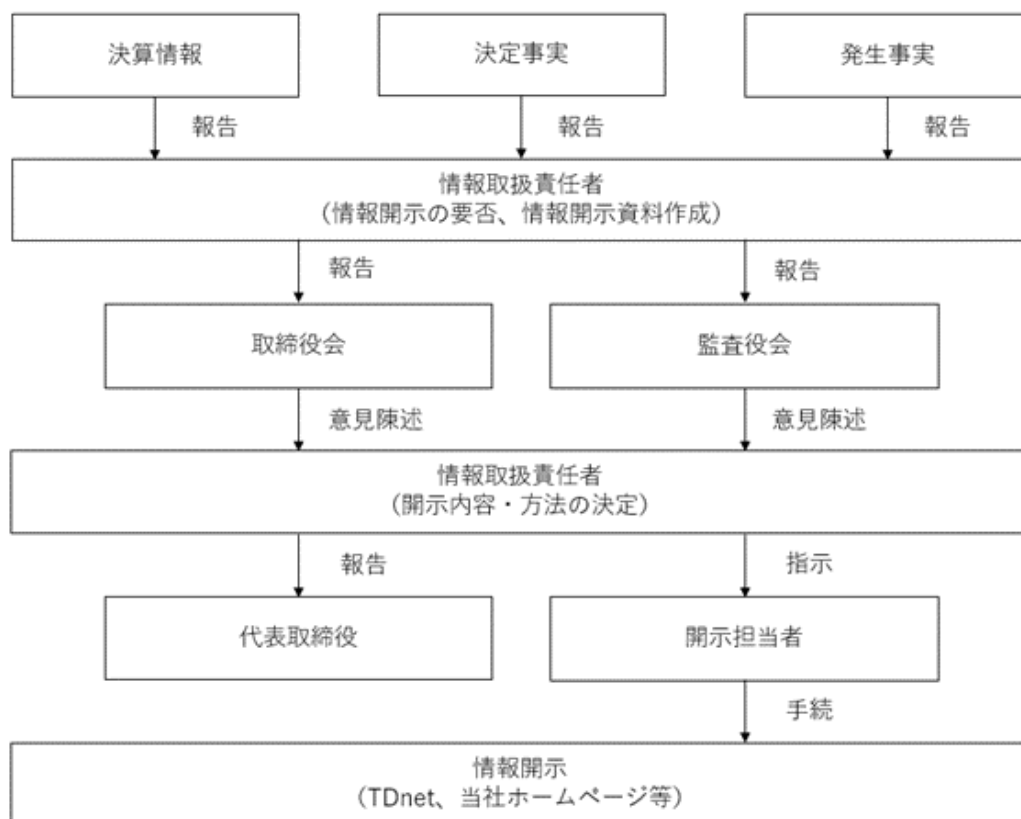 決算情報
決定事実
発生事実
報告
報告
報告
情報取扱責任者
(情報開示の要否、情報開示資料作成)
報告
報告
取締役会
監査役会
意見陳述
意見陳述
情報取扱責任者
(開示内容・方法の決定)
報告
指示
代表取締役
開示担当者
手続
情報開示
(TDnet、当社ホームページ等)